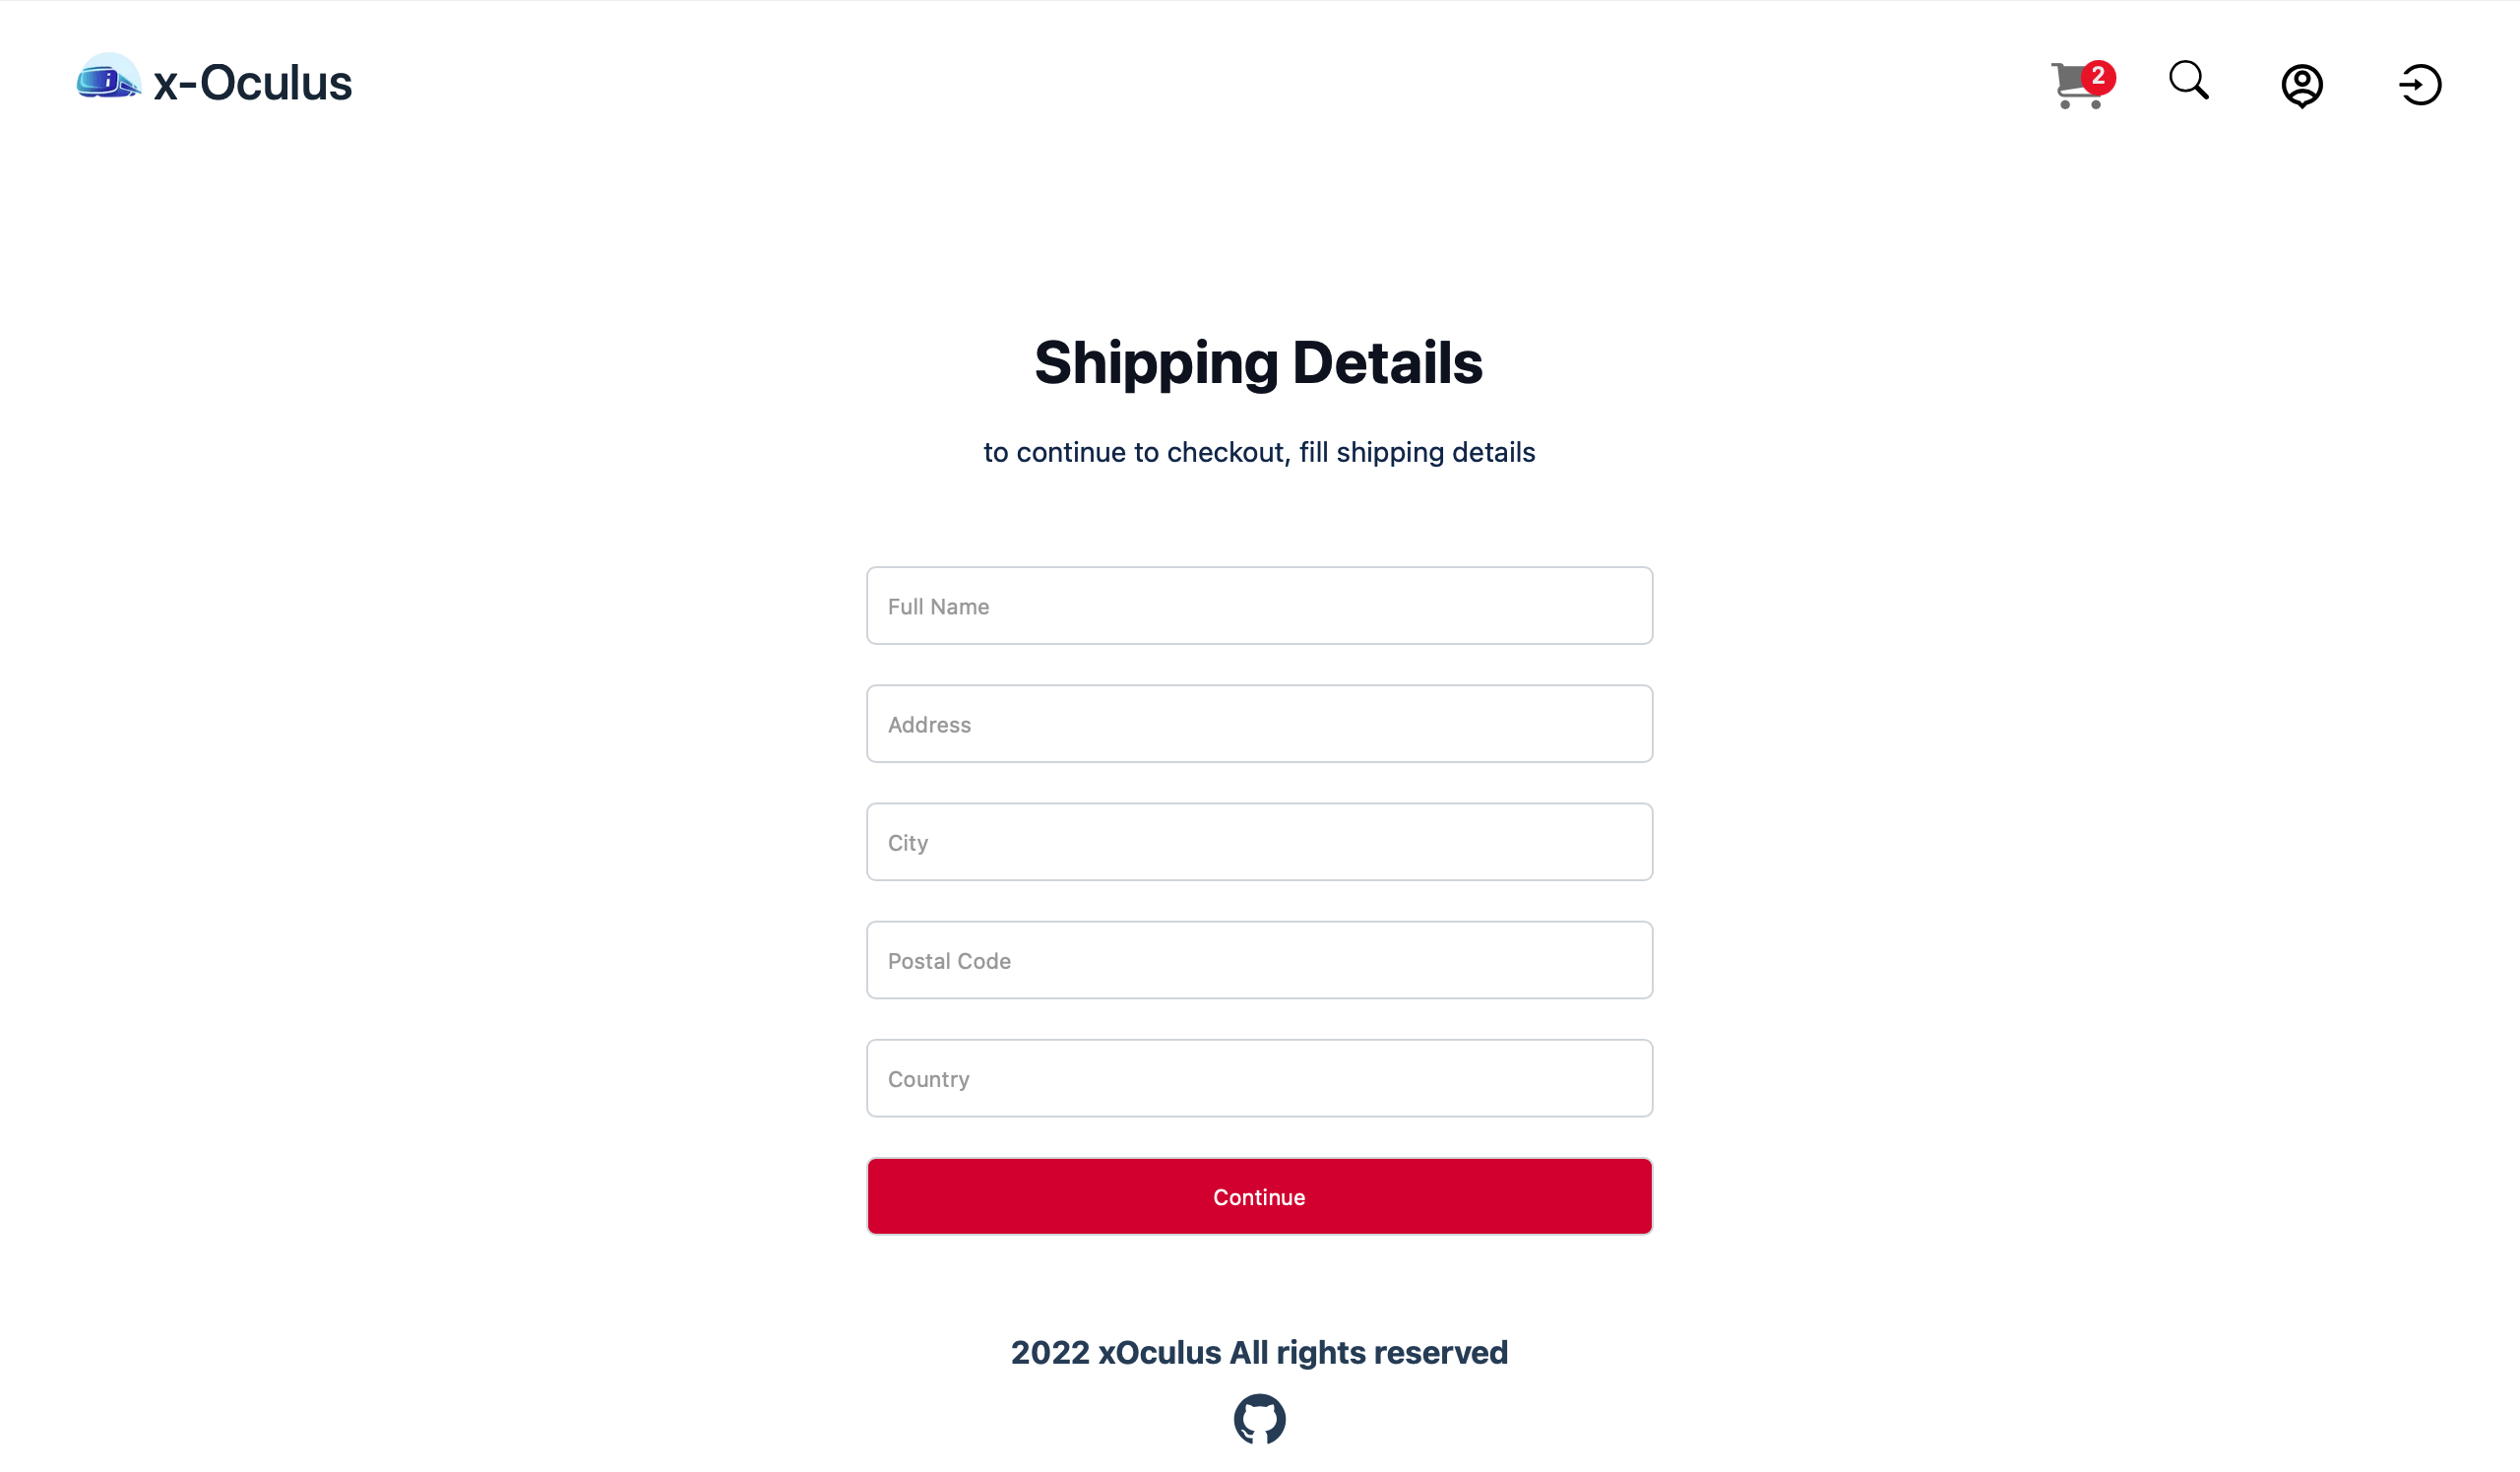 x-Oculus
2
Shipping Details
to continue to checkout, fill shipping details
Full Name
Address
City
Postal Code
Country
Continue
2022 xOculus All rights reserved